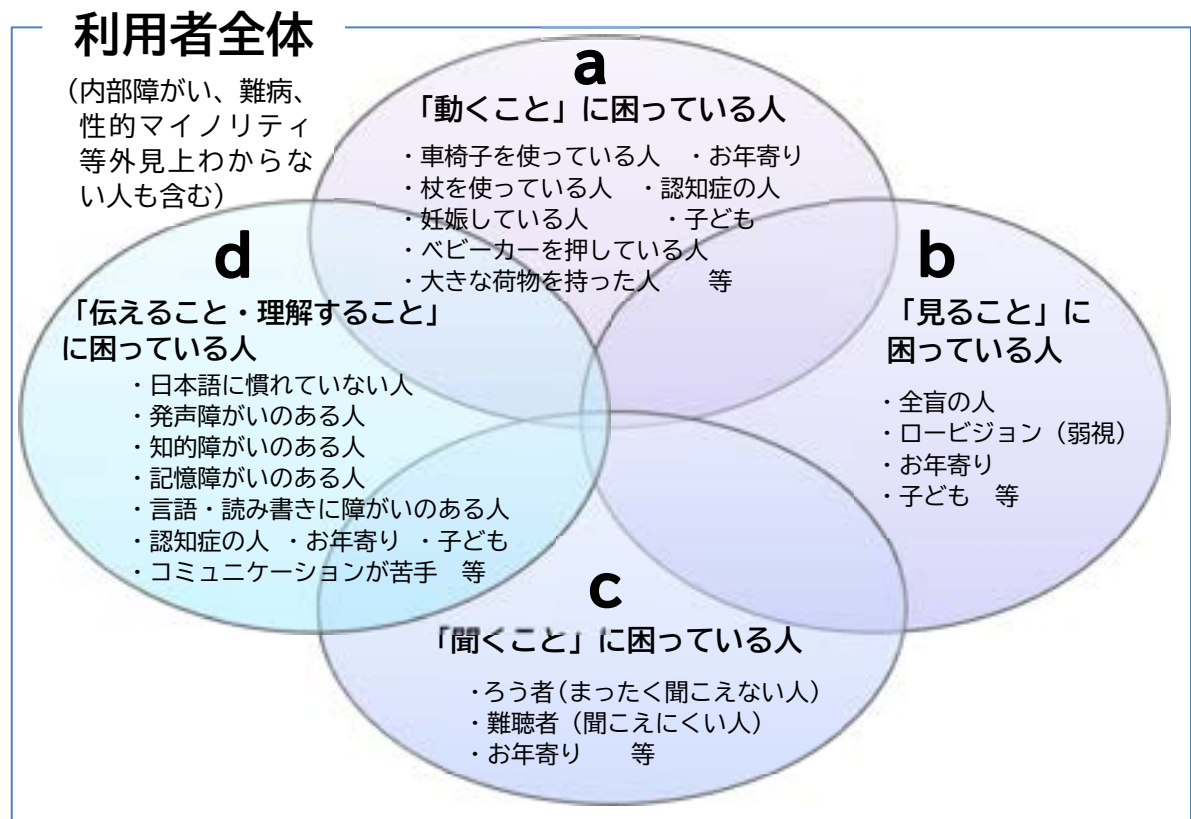 利用者全体
(内部障がい、難病、
性的マイノリティ
等外見上わからな
い人も含む)
a
「動くこと」に困っている人
・車椅子を使っている人　・お年寄り
・杖を使っている人　・認知症の人
・妊娠している人　・子ども
・ベビーカーを押している人
・大きな荷物を持った人　等
b
「見ること」に
困っている人
・全盲の人
・ロービジョン（弱視）
・お年寄り
・子ども　等
d
「伝えること・理解すること」
に困っている人
・日本語に慣れていない人
・発声障がいのある人
・知的障がいのある人
・記憶障がいのある人
・言語・読み書きに障がいのある人
・認知症の人 ・お年寄り ・子ども
・コミュニケーションが苦手　等
c
「聞くこと」に困っている人
・ろう者(まったく聞こえない人)
・難聴者（聞こえにくい人）
・お年寄り　等